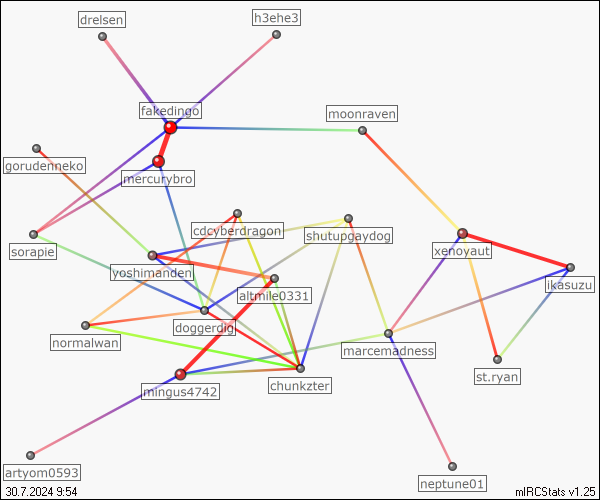 drelsen
h3ehe3
fakedingo
moonraven
gorudenneko
mercurybro
cdcyberdragon
shutupgaydog
sorapie
xenoyaut
yoshimandenj
ikasuzu
altmile0331
doggerdig
normalwan
marcemadness
st.ryan
mingus4742
chunkzter
artyom0593
neptune01
30.7.2024 9:54
mIRCStats v1.25